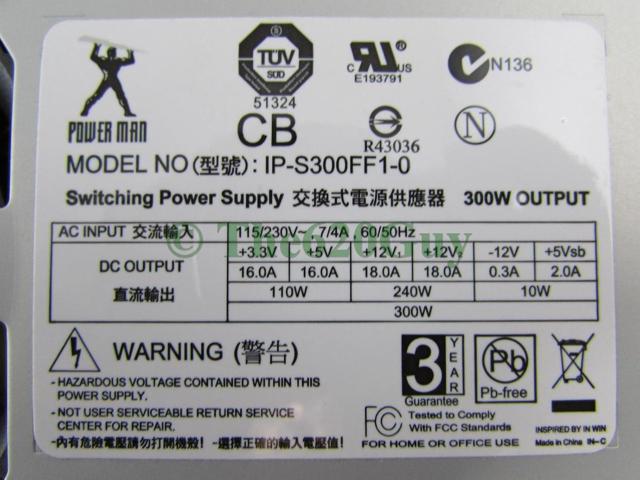 POWER MAN
TÜV
SÜD
51324
C US
E193791
N136
CB
R43036
N
MODEL NO (型號): IP-S300FF1-0
Switching Power Supply 交換式電源供應器 300W OUTPUT
AC INPUT 交流輸入 115/230V~, 7/4A , 60/50Hz
DC OUTPUT
直流輸出
+3.3V +5V +12V1 +12V2 -12V +5Vsb
16.0A 16.0A 18.0A 18.0A 0.3A 2.0A
110W 240W 10W
300W
© The620Guy
WARNING (警告)
- HAZARDOUS VOLTAGE CONTAINED WITHIN THIS
POWER SUPPLY.
- NOT USER SERVICEABLE RETURN SERVICE
CENTER FOR REPAIR.
-內有危險電壓請勿打開機殼! -選擇正確的輸入電壓值!
3 YEAR
Guarantee
Pb
Pb-free
FC Tested to Comply
With FCC Standards
FOR HOME OR OFFICE USE
INSPIRED BY IN WIN
Made in China IN-C